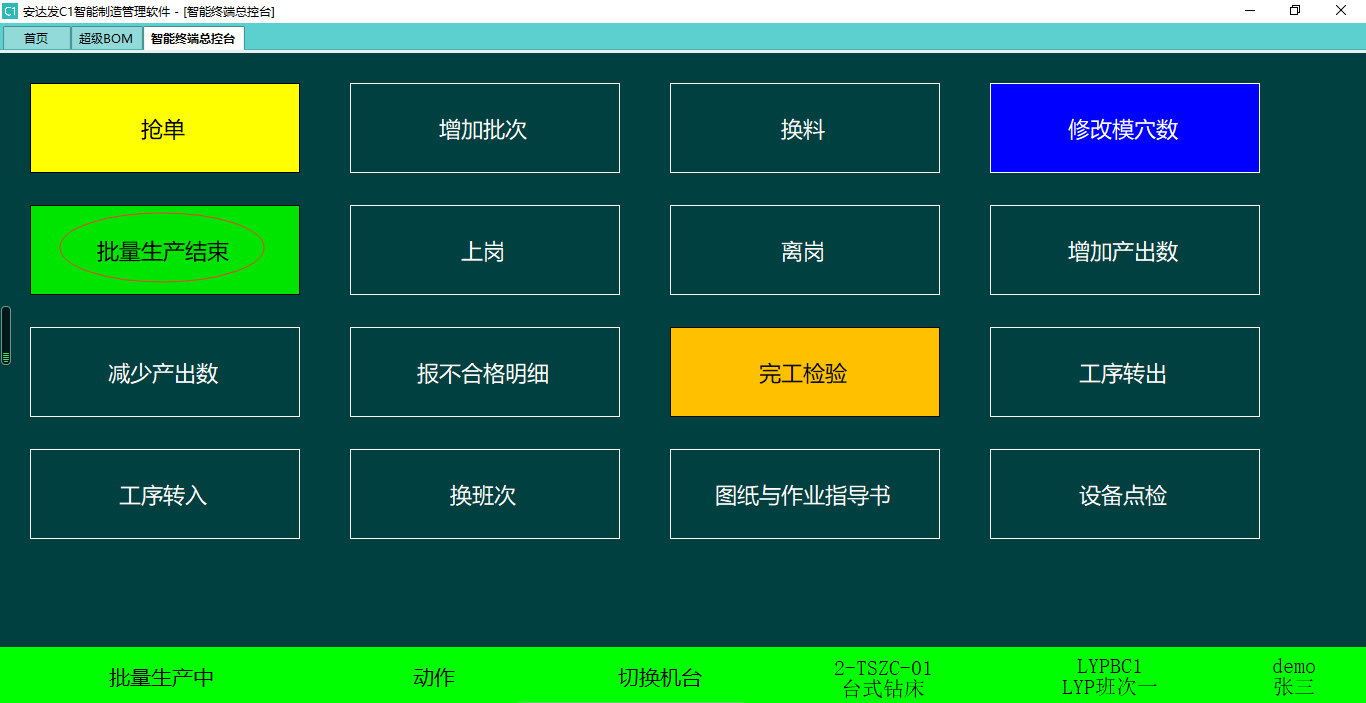 C1 安达发C1智能制造管理软件 - [智能终端总控台]
首页 超级BOM 智能终端总控台
抢单 增加批次 换料 修改模穴数
批量生产结束 上岗 离岗 增加产出数
减少产出数 报不合格明细 完工检验 工序转出
工序转入 换班次 图纸与作业指导书 设备点检
批量生产中 动作 切换机台
2-TSZC-01
台式钻床
LYPBC1
LYP班次一
demo
张三